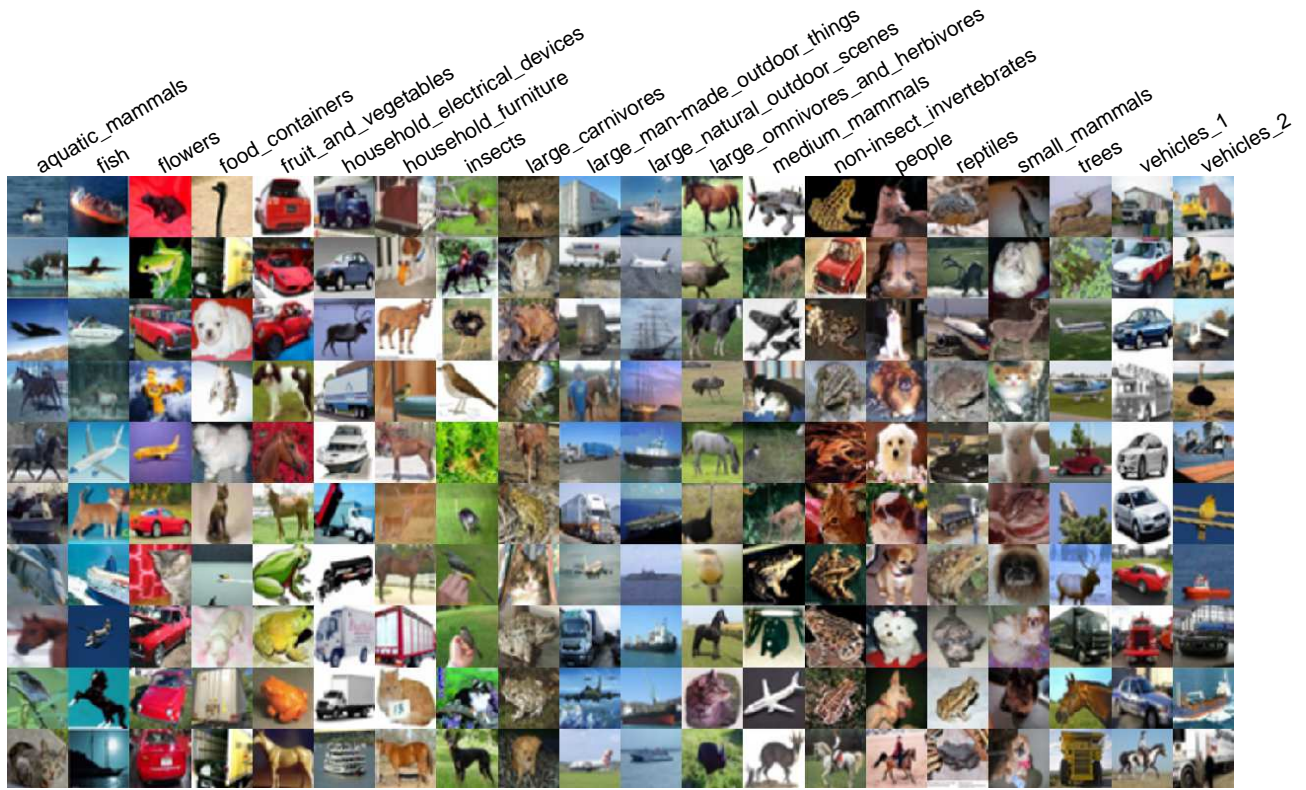 aquatic_mammals
fish
flowers
food_containers
fruit_and_vegetables
household_electrical_devices
household_furniture
insects
large_carnivores
large_man-made_outdoor_things
large_natural_outdoor_scenes
large_omnivores_and_herbivores
medium_mammals
non-insect_invertebrates
people
reptiles
small_mammals
trees
vehicles_1
vehicles_2